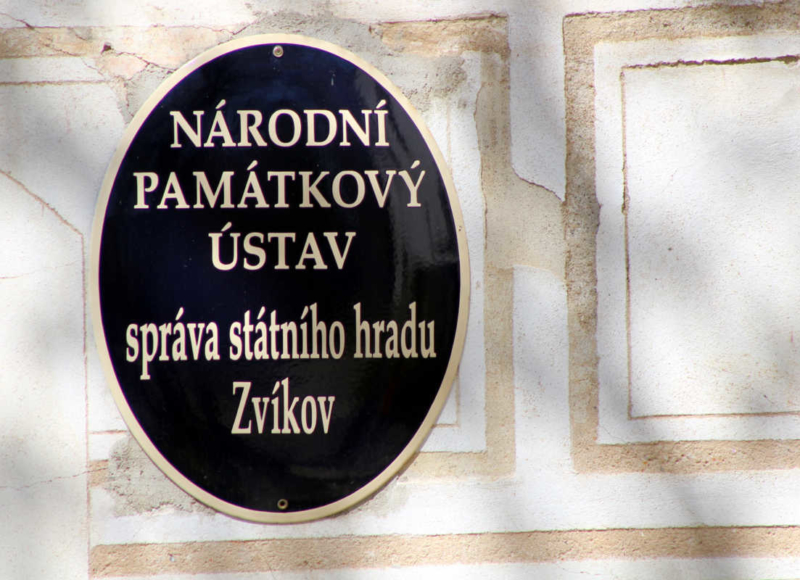 NÁRODNÍ
PAMÁTKOVÝ
ÚSTAV
správa státního hradu
Zvíkov